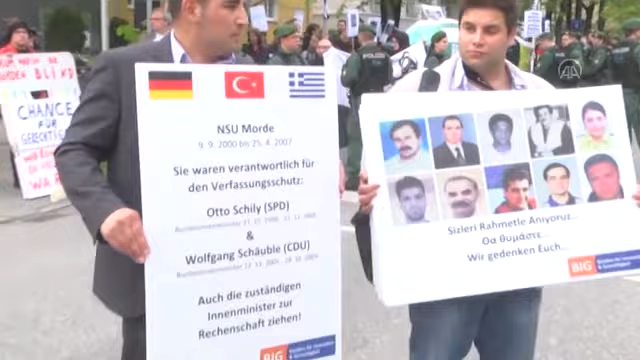 NSU Morde
9. 9. 2000 bis 25. 4. 2007
Sie waren verantwortlich für
den Verfassungsschutz:
Otto Schily (SPD)
&
Wolfgang Schäuble (CDU)
Auch die zuständigen
Innenminister zur
Rechenschaft ziehen!
BIG
Sizleri Rahmetle Anıyoruz...
Θα θυμάστε...
Wir gedenken Euch...
BIG
CHANCE
FÜR
AA